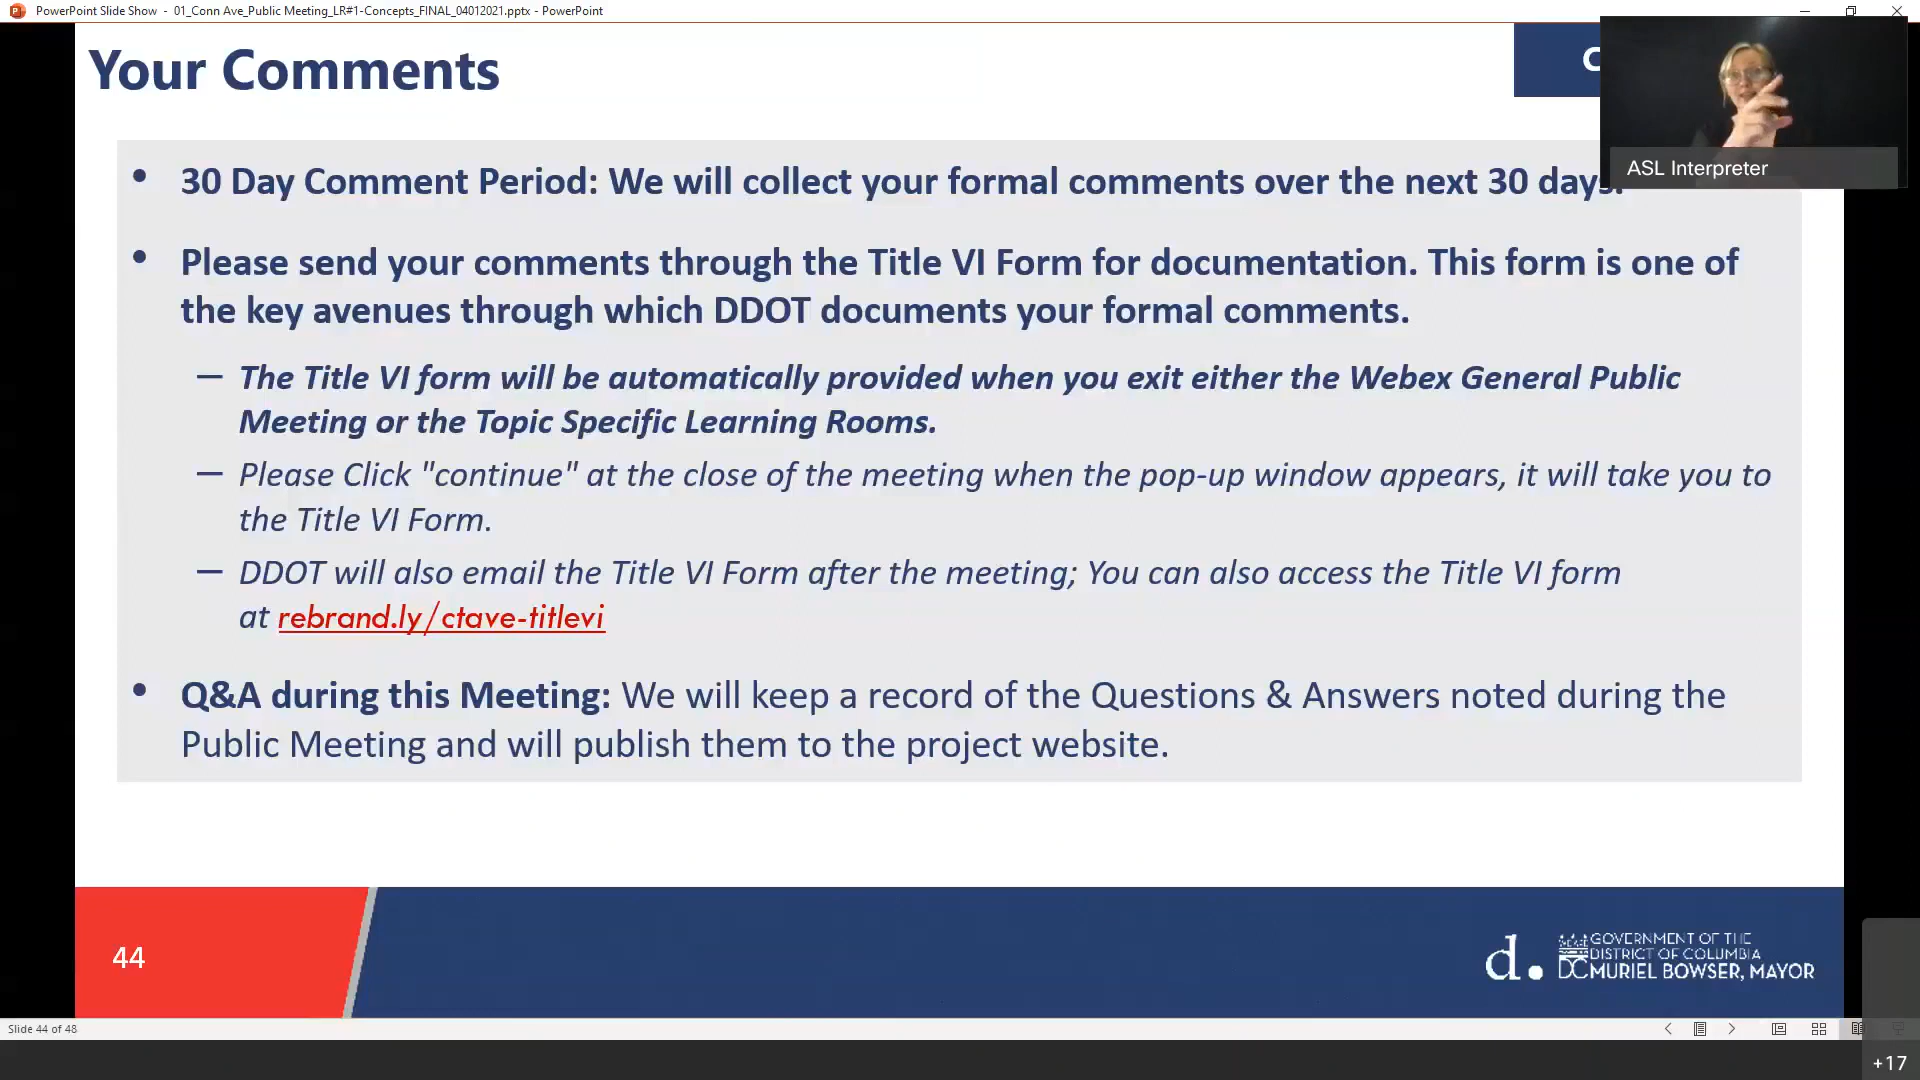 PowerPoint Slide Show - 01_Conn Ave_Public Meeting_LR#1-Concepts_FINAL_04012021.pptx - PowerPoint
Your Comments
C
ASL Interpreter
• 30 Day Comment Period: We will collect your formal comments over the next 30 days.
• Please send your comments through the Title VI Form for documentation. This form is one of
the key avenues through which DDOT documents your formal comments.
— The Title VI form will be automatically provided when you exit either the Webex General Public
Meeting or the Topic Specific Learning Rooms.
— Please Click "continue" at the close of the meeting when the pop-up window appears, it will take you to
the Title VI Form.
— DDOT will also email the Title VI Form after the meeting; You can also access the Title VI form
at rebrand.ly/ctave-titlevi
• Q&A during this Meeting: We will keep a record of the Questions & Answers noted during the
Public Meeting and will publish them to the project website.
44
d.
GOVERNMENT OF THE
DISTRICT OF COLUMBIA
DC MURIEL BOWSER, MAYOR
Slide 44 of 48
+17